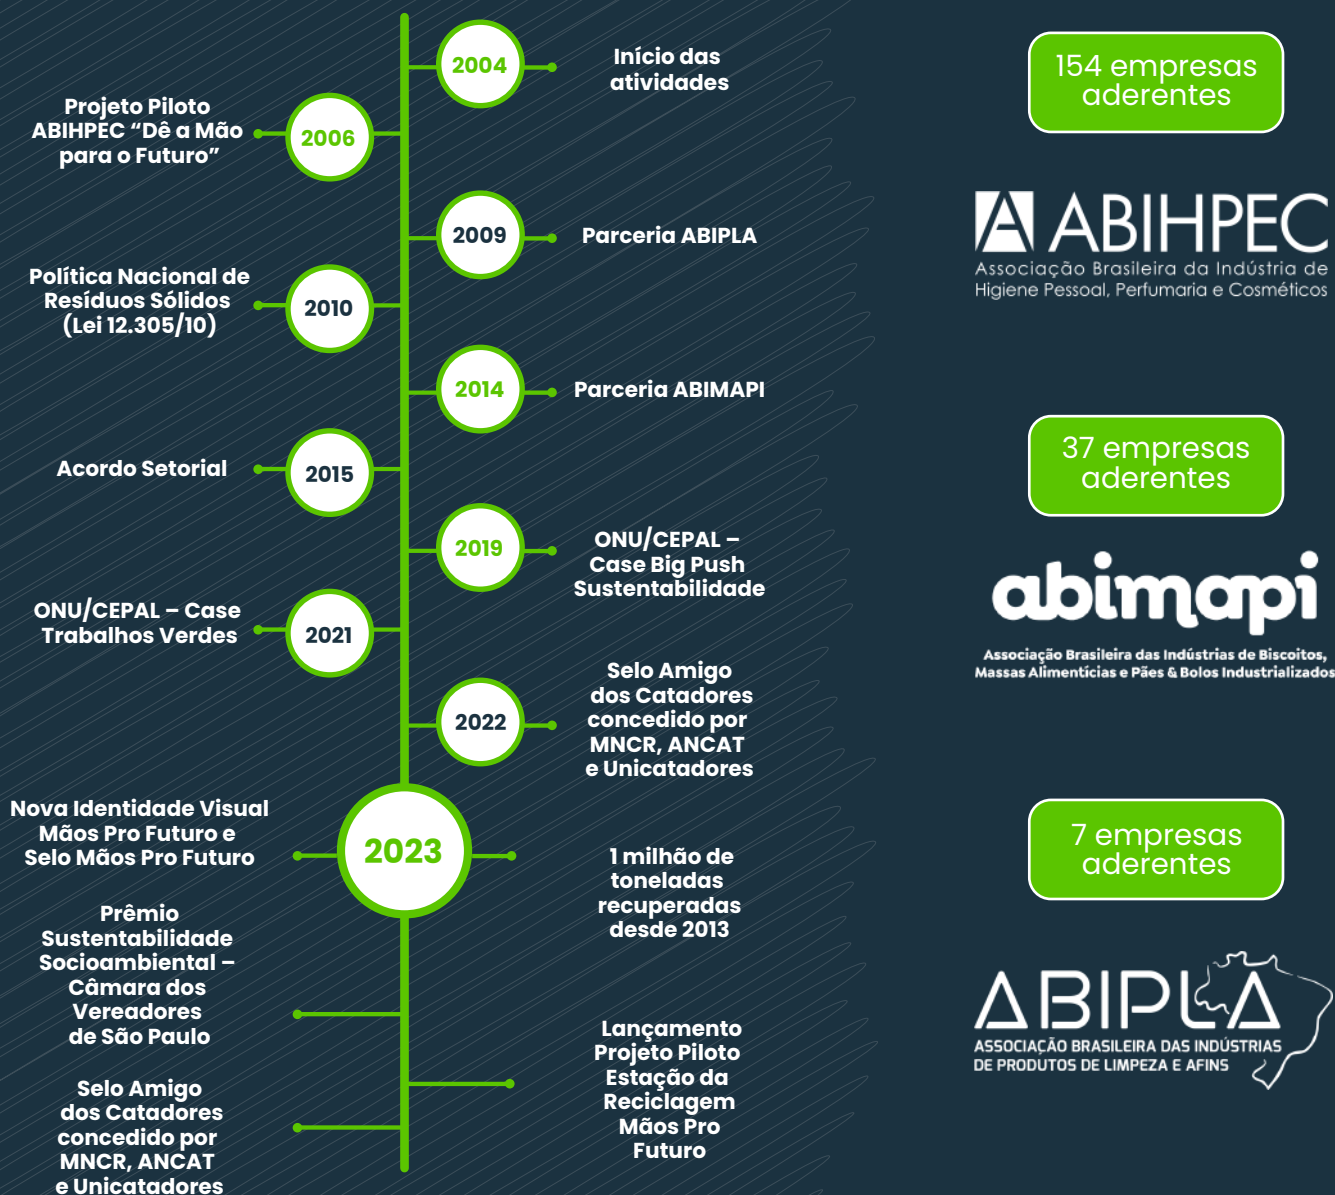 2004
Início das
atividades
Projeto Piloto
ABIHPEC “Dê a Mão
para o Futuro”
2006
2009
Parceria ABIPLA
Política Nacional de
Resíduos Sólidos
(Lei 12.305/10)
2010
2014
Parceria ABIMAPI
Acordo Setorial
2015
2019
ONU/CEPAL –
Case Big Push
Sustentabilidade
ONU/CEPAL – Case
Trabalhos Verdes
2021
2022
Selo Amigo
dos Catadores
concedido por
MNCR, ANCAT
e Unicatadores
2023
Nova Identidade Visual
Mãos Pro Futuro e
Selo Mãos Pro Futuro
1 milhão de
toneladas
recuperadas
desde 2013
Prêmio
Sustentabilidade
Socioambiental –
Câmara dos
Vereadores
de São Paulo
Lançamento
Projeto Piloto
Estação da
Reciclagem
Mãos Pro
Futuro
Selo Amigo
dos Catadores
concedido por
MNCR, ANCAT
e Unicatadores
154 empresas
aderentes
ABIHPEC
Associação Brasileira da Indústria de
Higiene Pessoal, Perfumaria e Cosméticos
37 empresas
aderentes
abimapi
Associação Brasileira das Indústrias de Biscoitos,
Massas Alimentícias e Pães & Bolos Industrializados
7 empresas
aderentes
ABIPLA
ASSOCIAÇÃO BRASILEIRA DAS INDÚSTRIAS
DE PRODUTOS DE LIMPEZA E AFINS